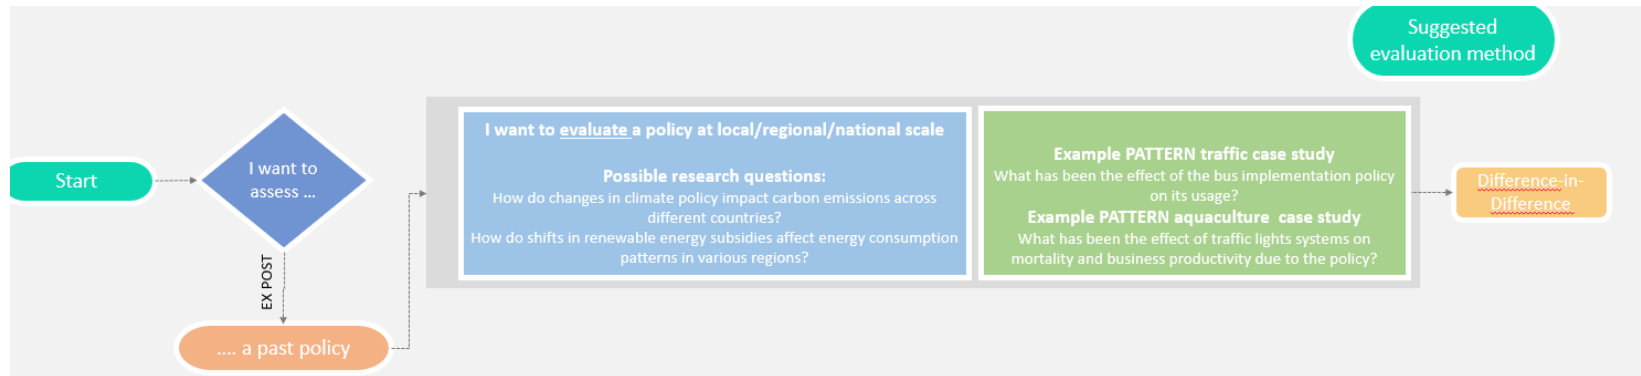 Suggested
evaluation method
Start
I want to
assess ...
EX POST
.... a past policy
I want to evaluate a policy at local/regional/national scale
Possible research questions:
How do changes in climate policy impact carbon emissions across
different countries?
How do shifts in renewable energy subsidies affect energy consumption
patterns in various regions?
Example PATTERN traffic case study
What has been the effect of the bus implementation policy
on its usage?
Example PATTERN aquaculture  case study
What has been the effect of traffic lights systems on
mortality and business productivity due to the policy?
Difference-in-
Difference